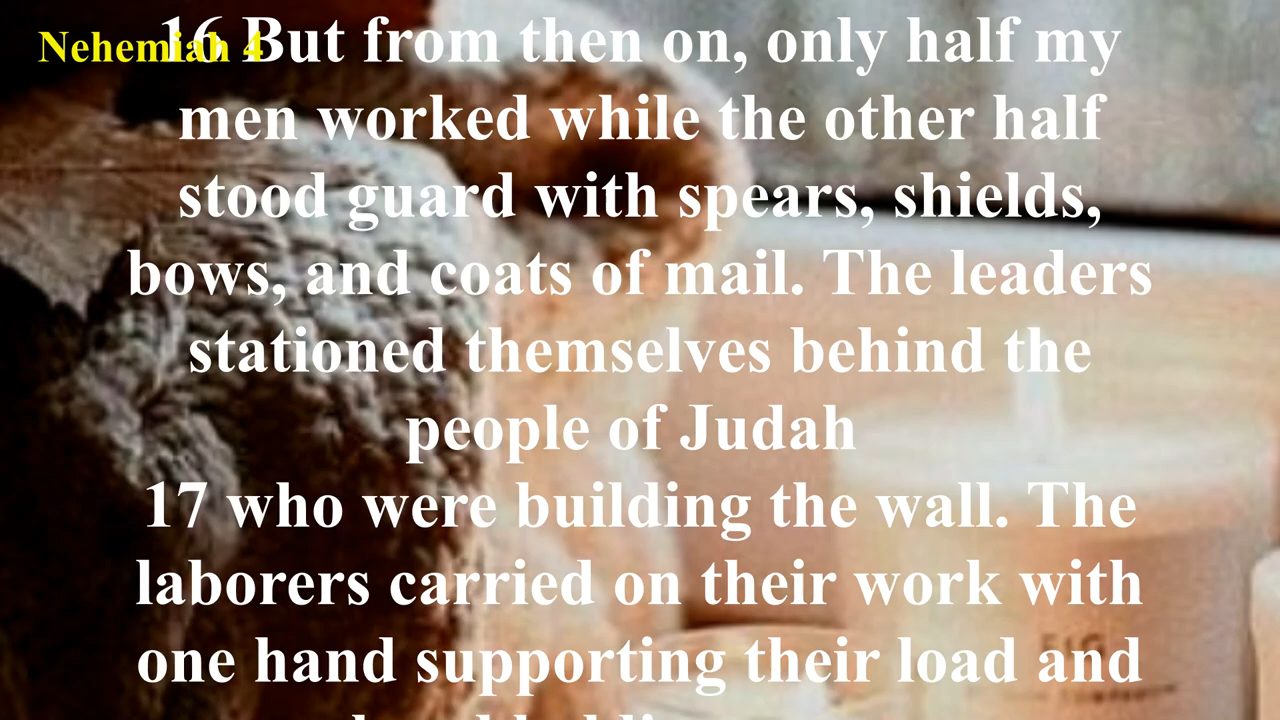 Nehemiah 4
16 But from then on, only half my
men worked while the other half
stood guard with spears, shields,
bows, and coats of mail. The leaders
stationed themselves behind the
people of Judah
17 who were building the wall. The
laborers carried on their work with
one hand supporting their load and